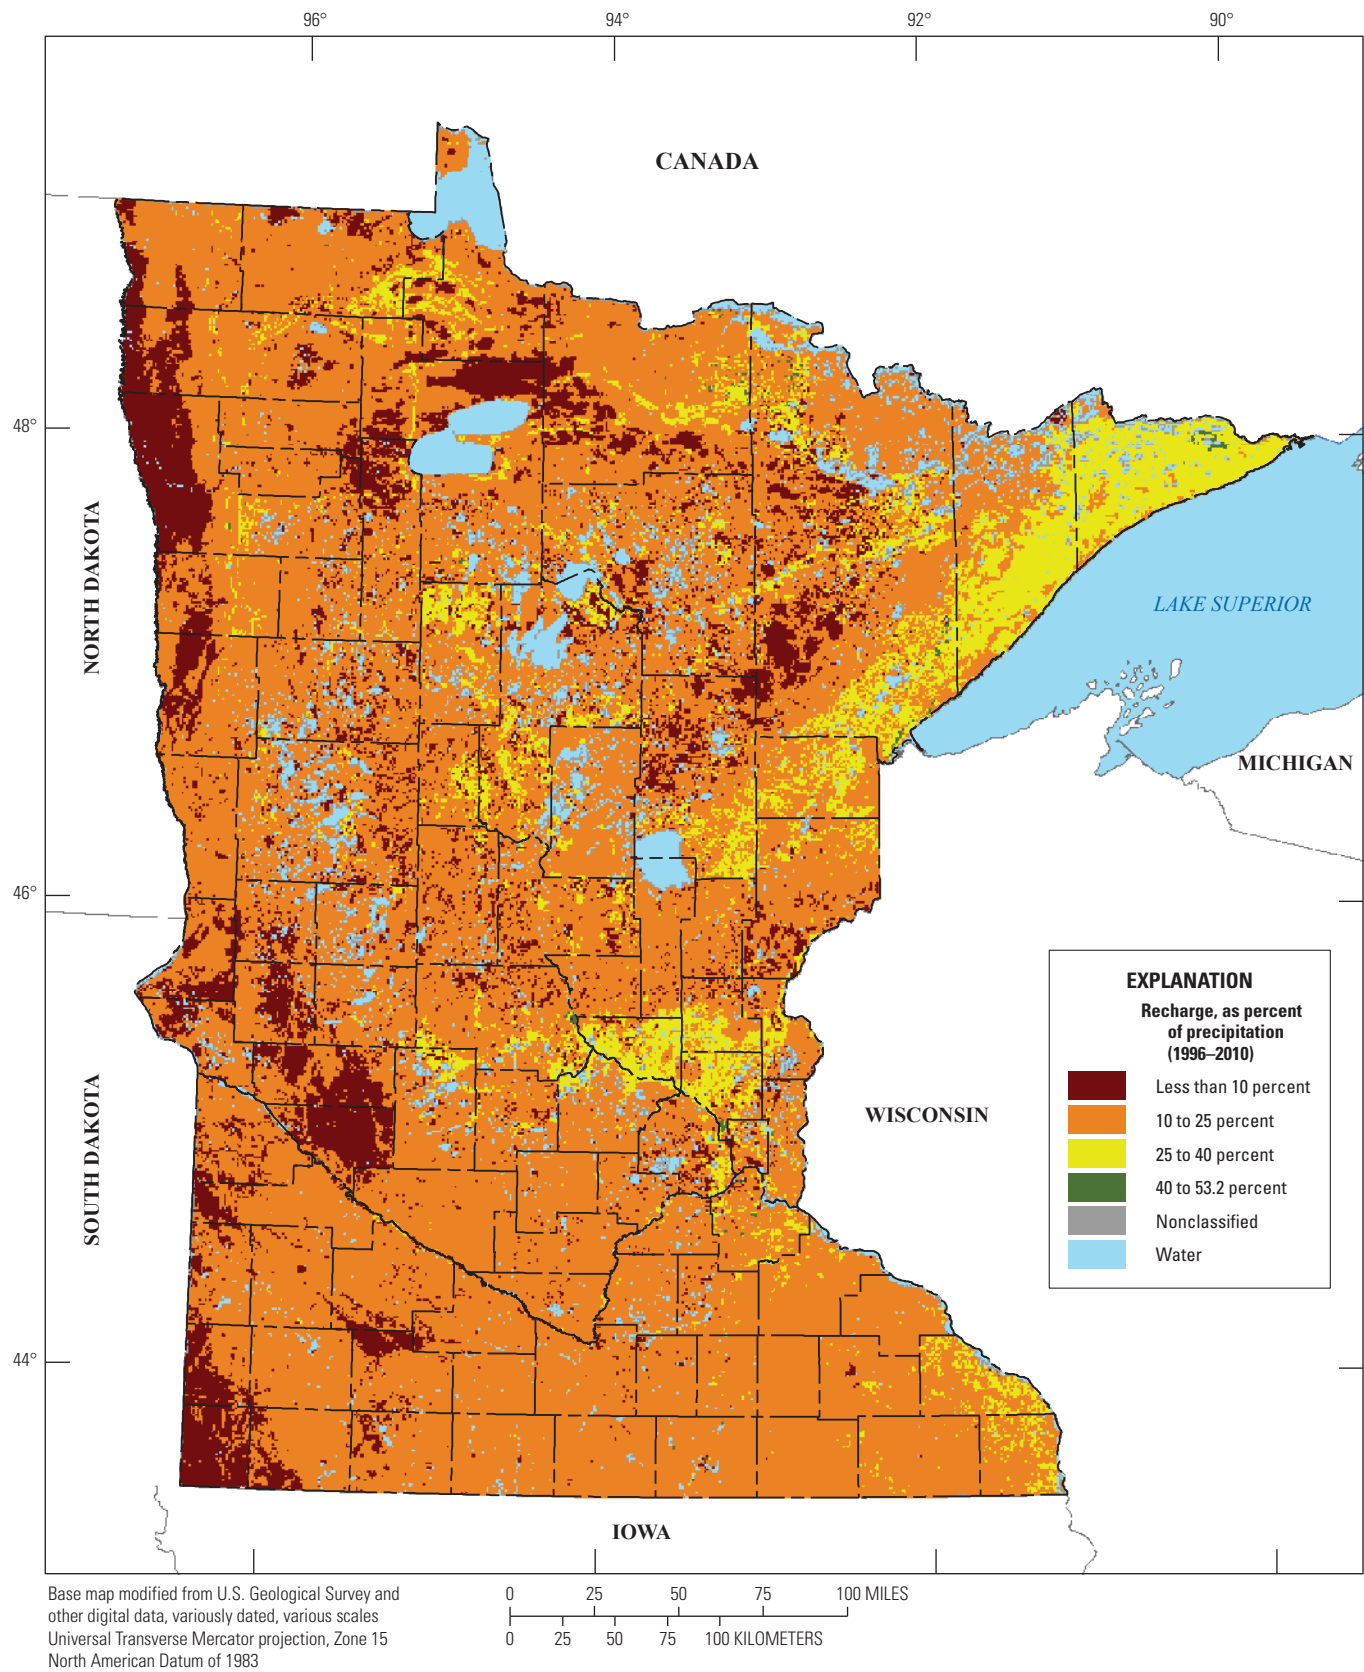 96°
94°
92°
90°
CANADA
48°
NORTH DAKOTA
LAKE SUPERIOR
MICHIGAN
46°
SOUTH DAKOTA
WISCONSIN
EXPLANATION
Recharge, as percent
of precipitation
(1996–2010)
Less than 10 percent
10 to 25 percent
25 to 40 percent
40 to 53.2 percent
Nonclassified
Water
44°
IOWA
Base map modified from U.S. Geological Survey and
other digital data, variously dated, various scales
Universal Transverse Mercator projection, Zone 15
North American Datum of 1983
0 25 50 75 100 MILES
0 25 50 75 100 KILOMETERS